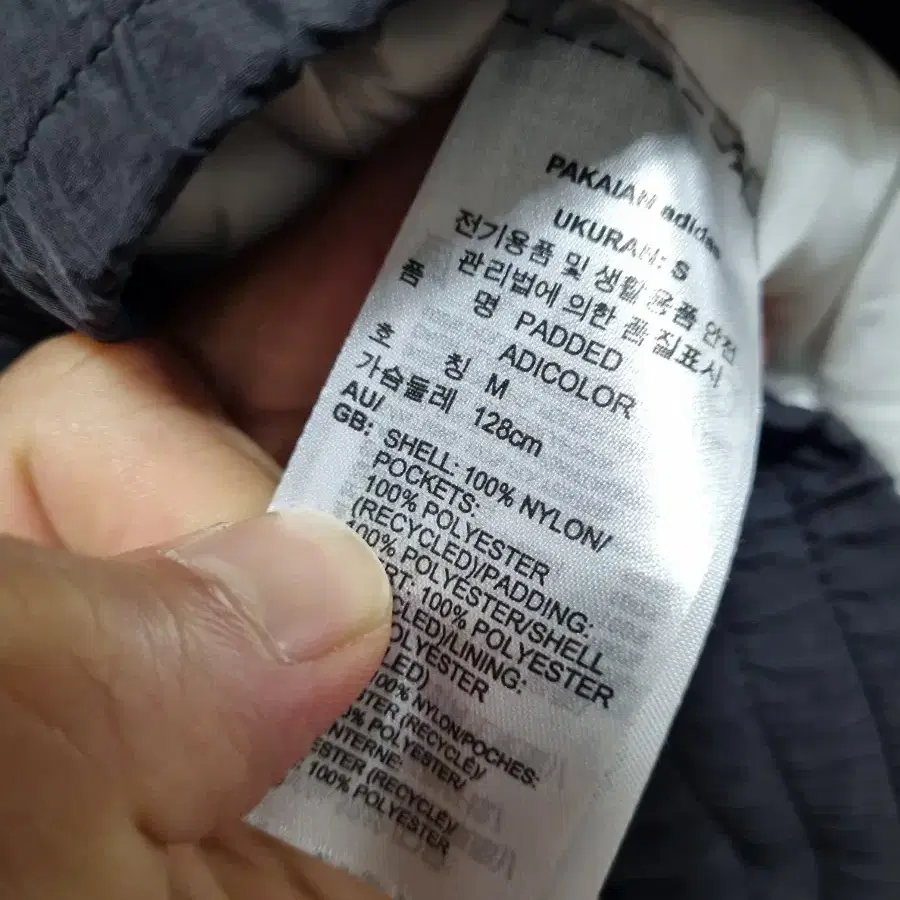 PAKAIAN adidas
UKURAN: S
전기용품 및 생활용품 안전
관리법에 의한 품질표시
품 명 PADDED
ADICOLOR
호 칭 M
가슴둘레 128cm
AU/
GB: SHELL: 100% NYLON/
POCKETS:
100% POLYESTER
(RECYCLED)/PADDING:
100% POLYESTER/SHELL
100% POLYESTER
LINING:
POLYESTER
100% NYLON/POCHES:
(RECYCLÉ)/
POLYESTER/
(RECYCLÉ)/
100% POLYESTER